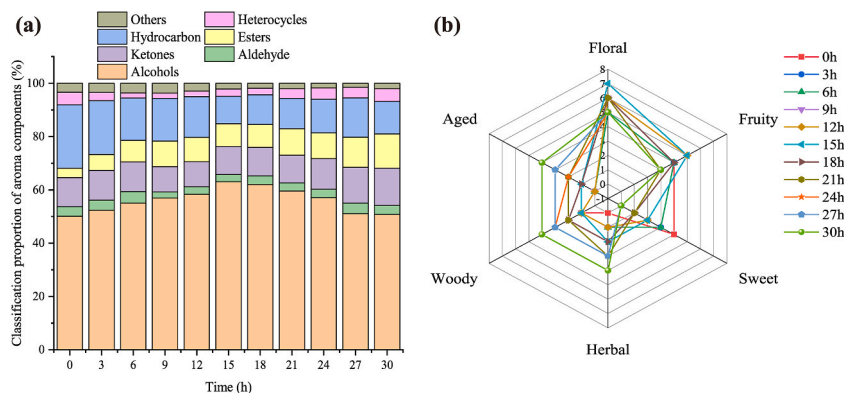 (a)
Others
Heterocycles
Hydrocarbon
Esters
Ketones
Aldehyde
Alcohols
Classification proportion of aroma components (%)
100
80
60
40
20
0
0 3 6 9 12 15 18 21 24 27 30
Time (h)
(b)
Floral
Fruity
Sweet
Herbal
Woody
Aged
8
7
6
5
4
3
2
1
0
-1
0h
3h
6h
9h
12h
15h
18h
21h
24h
27h
30h